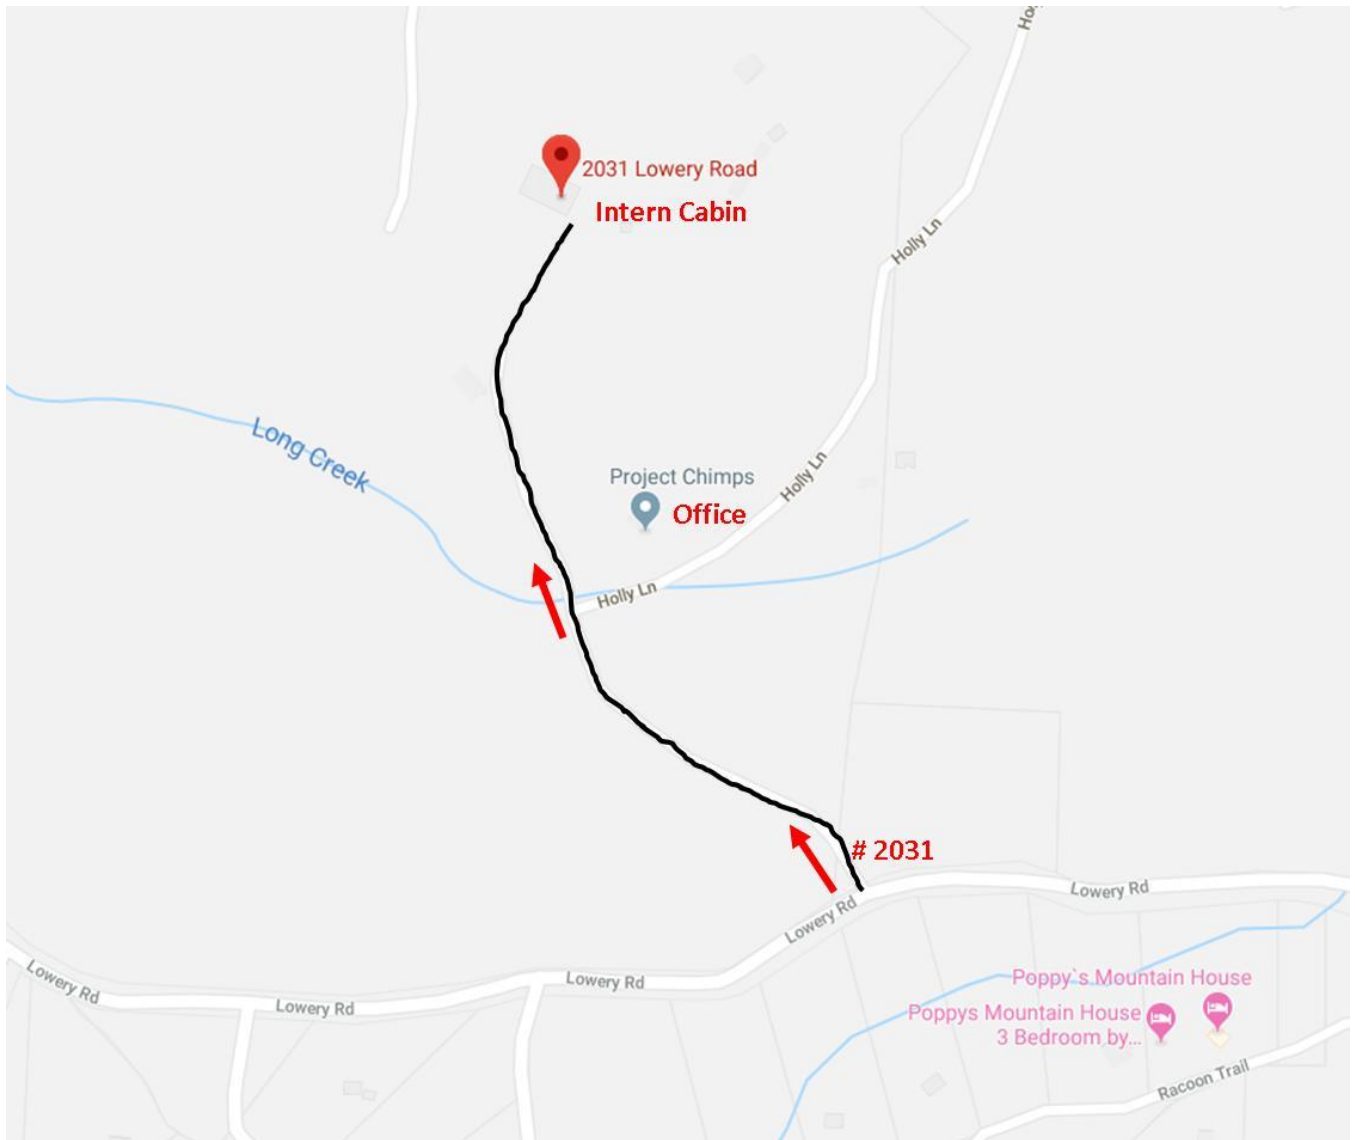 Ho
2031 Lowery Road
Intern Cabin
Holly Ln
Long Creek
Project Chimps
Office
Holly Ln
Holly Ln
# 2031
Lowery Rd
Lowery Rd
Lowery Rd
Lowery Rd
Lowery Rd
Poppy`s Mountain House
Poppys Mountain House
3 Bedroom by...
Racoon Trail